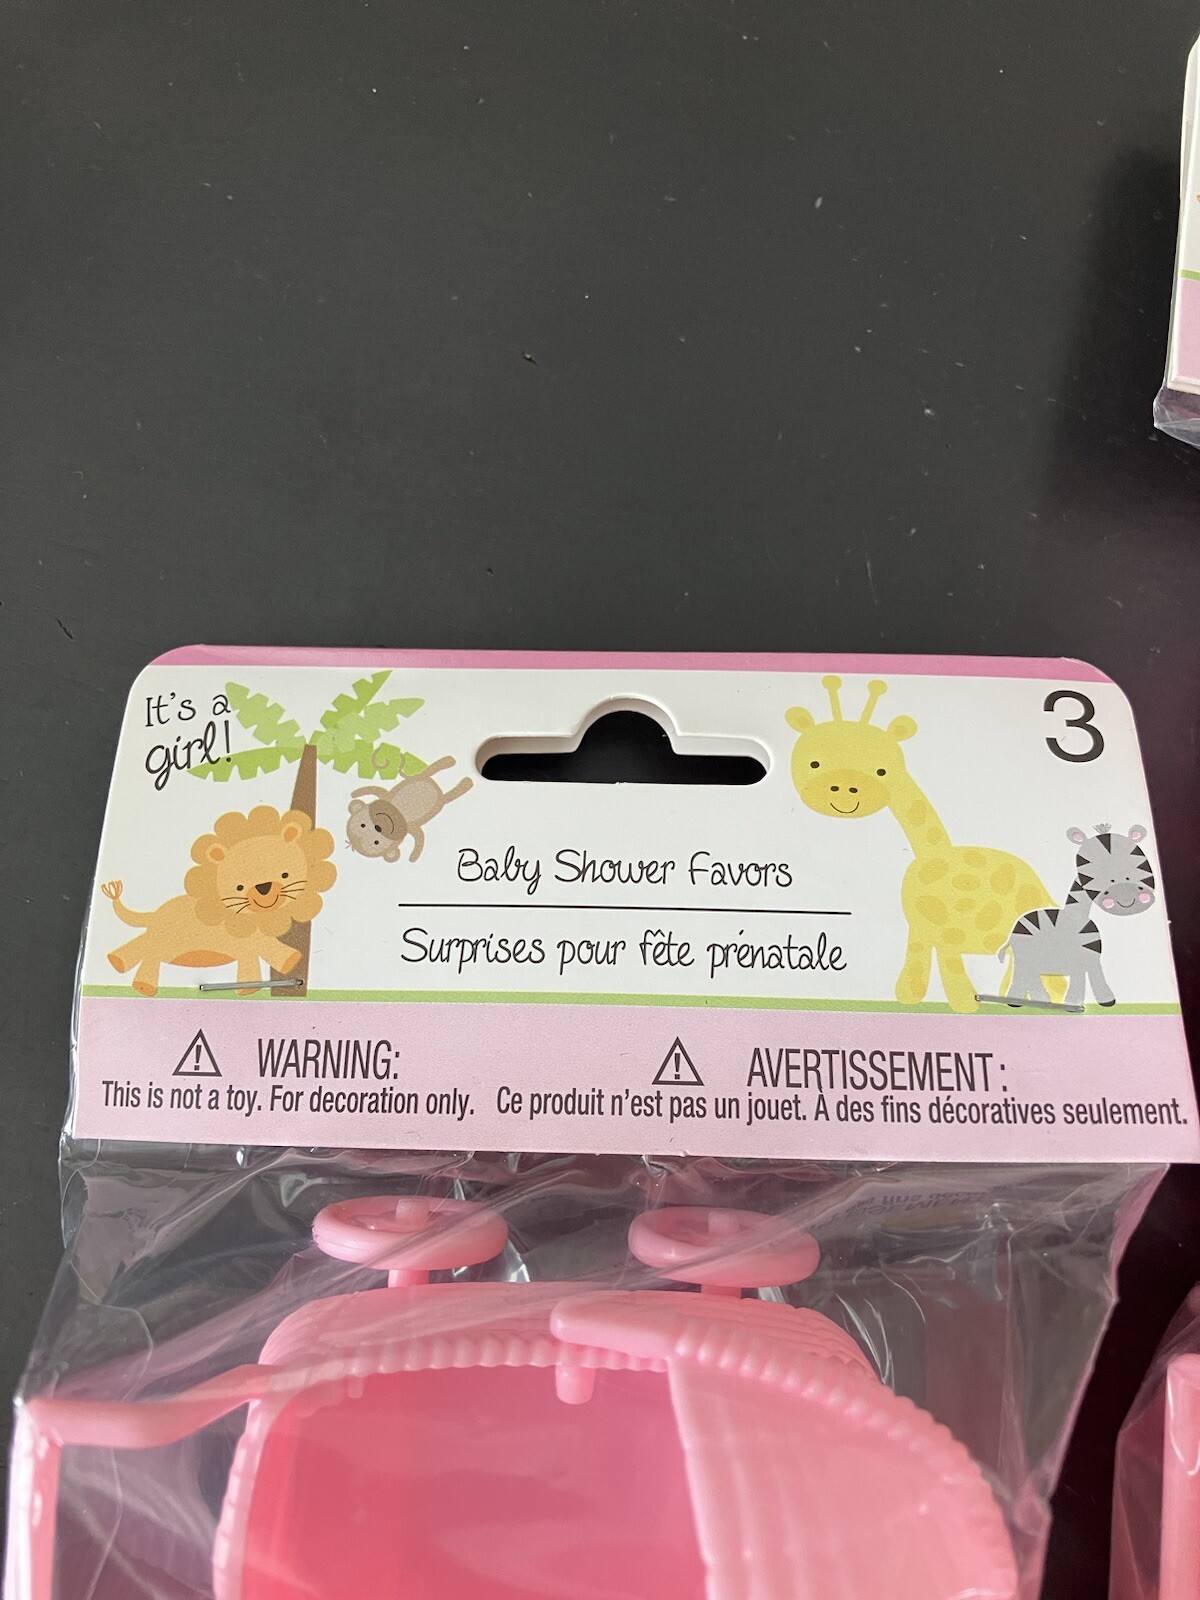 It's a
girl!
3
Baby Shower Favors
Surprises pour fête prénatale
WARNING:
This is not a toy. For decoration only.
AVERTISSEMENT:
Ce produit n'est pas un jouet. À des fins décoratives seulement.